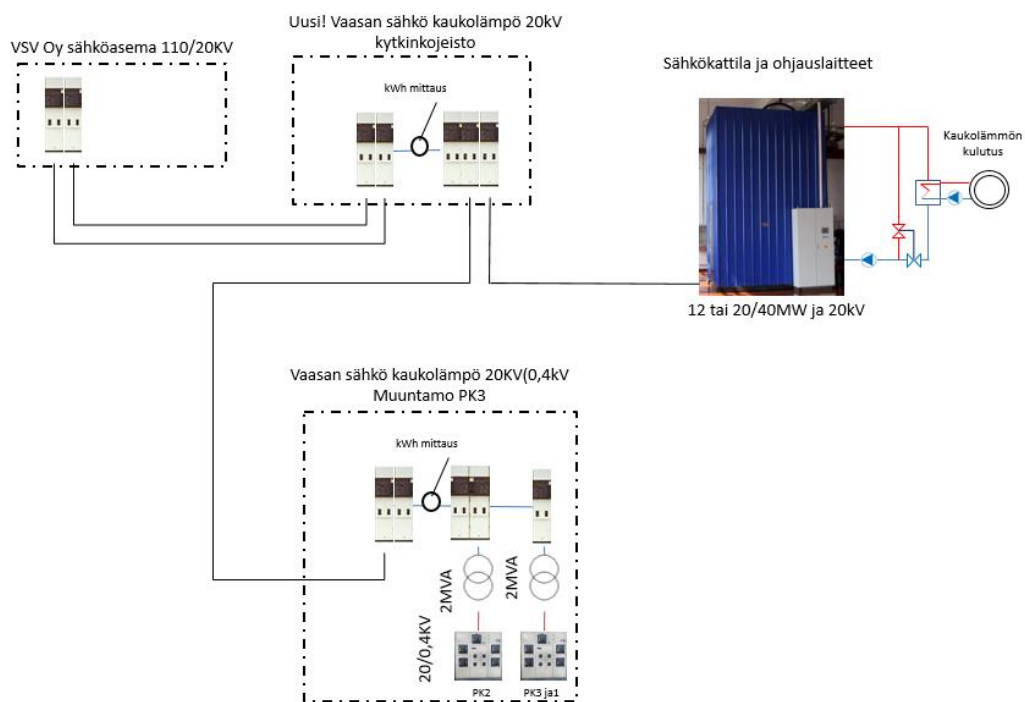 Uusi! Vaasan sähkö kaukolämpö 20kV
kytkinkojeisto
VSV Oy sähköasema 110/20KV
Sähkökattila ja ohjauslaitteet
kWh mittaus
Kaukolämmön
kulutus
12 tai 20/40MW ja 20kV
Vaasan sähkö kaukolämpö 20KV(0,4kV
Muuntamo PK3
kWh mittaus
2MVA
2MVA
20/0,4KV
PK2
PK3 ja1